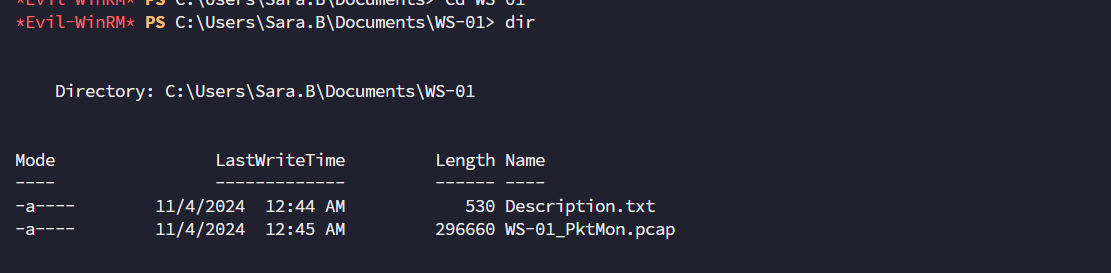 *Evil-WinRM* PS C:\Users\Sara.B\Documents> cd WS-01
*Evil-WinRM* PS C:\Users\Sara.B\Documents\WS-01> dir
Directory: C:\Users\Sara.B\Documents\WS-01
Mode LastWriteTime Length Name
---- ------------- ------ ----
-a---- 11/4/2024 12:44 AM 530 Description.txt
-a---- 11/4/2024 12:45 AM 296660 WS-01_PktMon.pcap